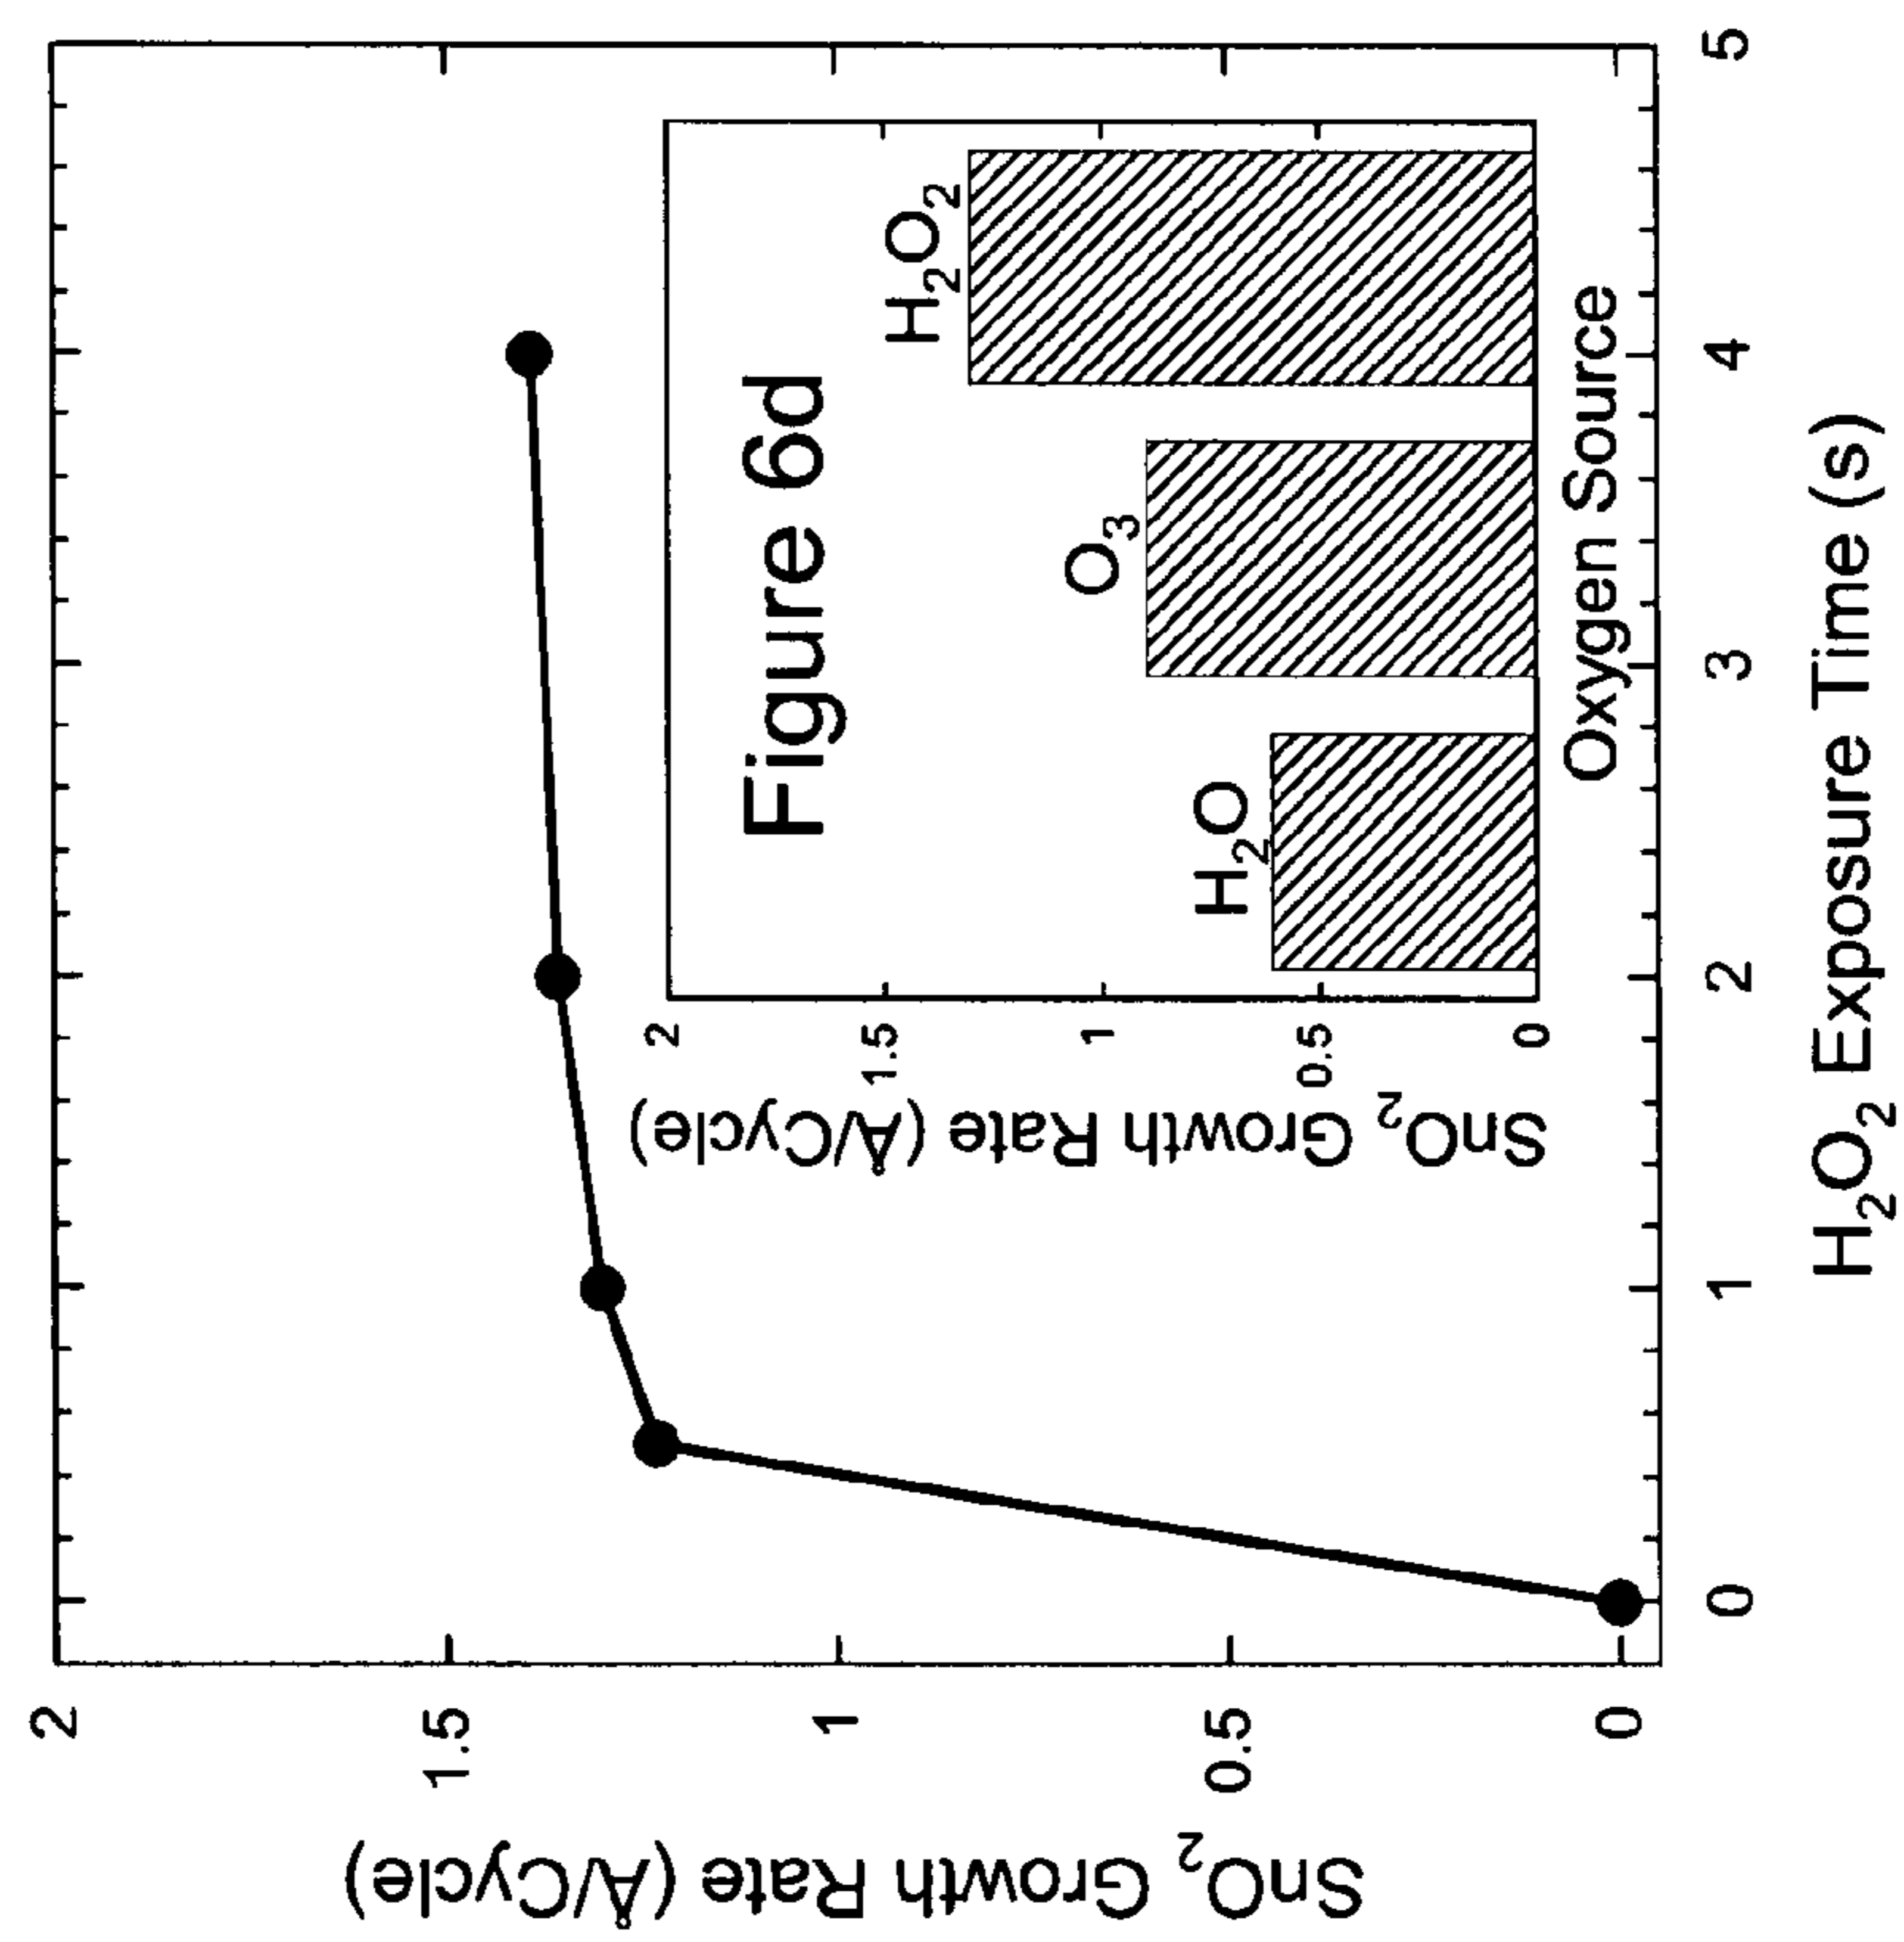 SnO2 Growth Rate (Å/Cycle)
2
1.5
1
0.5
0
Figure 6d
SnO2 Growth Rate (Å/Cycle)
2
1.5
1
0.5
0
H2O
O3
H2O2
Oxygen Source
0
1
2
3
4
5
H2O2 Exposure Time (s)